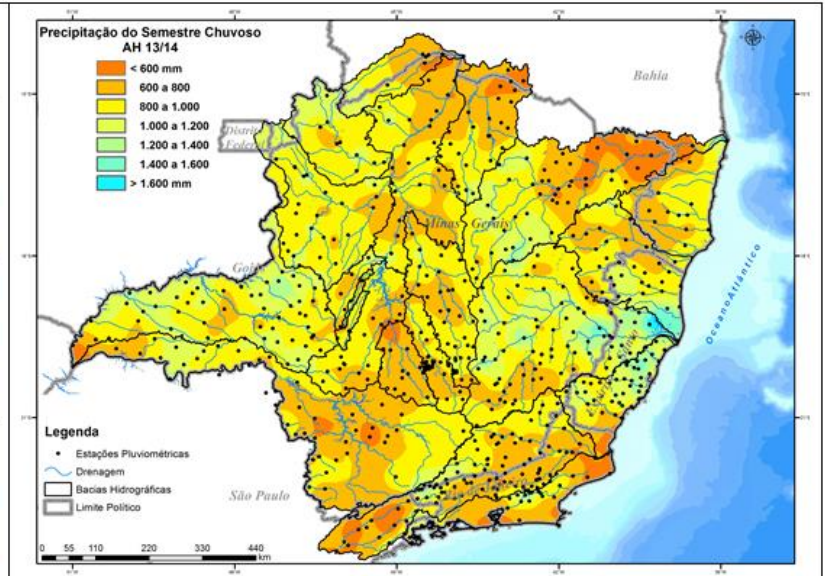 Precipitação do Semestre Chuvoso
AH 13/14
< 600 mm
600 a 800
800 a 1.000
1.000 a 1.200
1.200 a 1.400
1.400 a 1.600
> 1.600 mm
Bahia
Distrito
Federal
Minas Gerais
Goiás
Oceano Atlântico
Legenda
Estações Pluviométricas
Drenagem
Bacias Hidrográficas
Limite Político
São Paulo
0 55 110 220 330 440
km